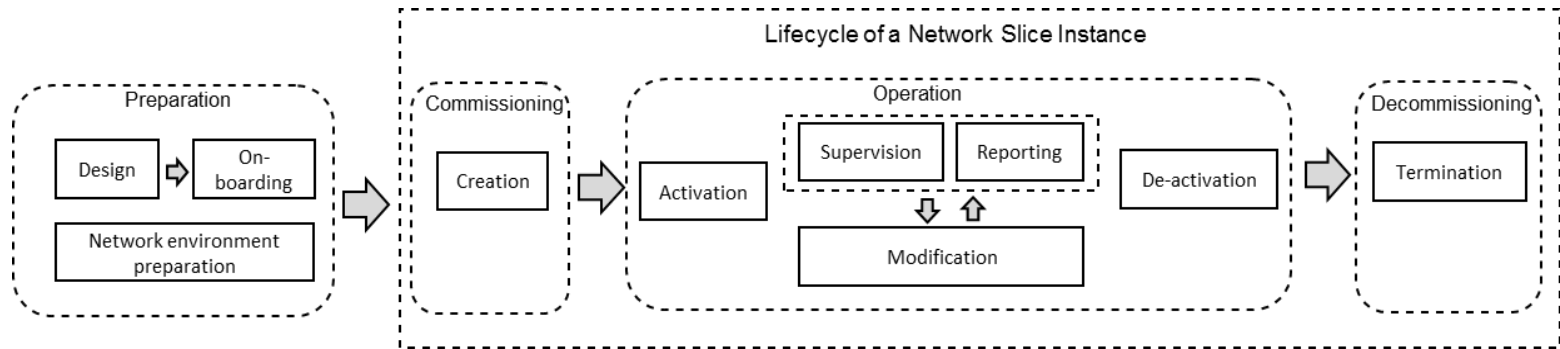 Lifecycle of a Network Slice Instance
Preparation
Design
On-
boarding
Network environment
preparation
Commissioning
Creation
Operation
Activation
Supervision
Reporting
Modification
De-activation
Decommissioning
Termination